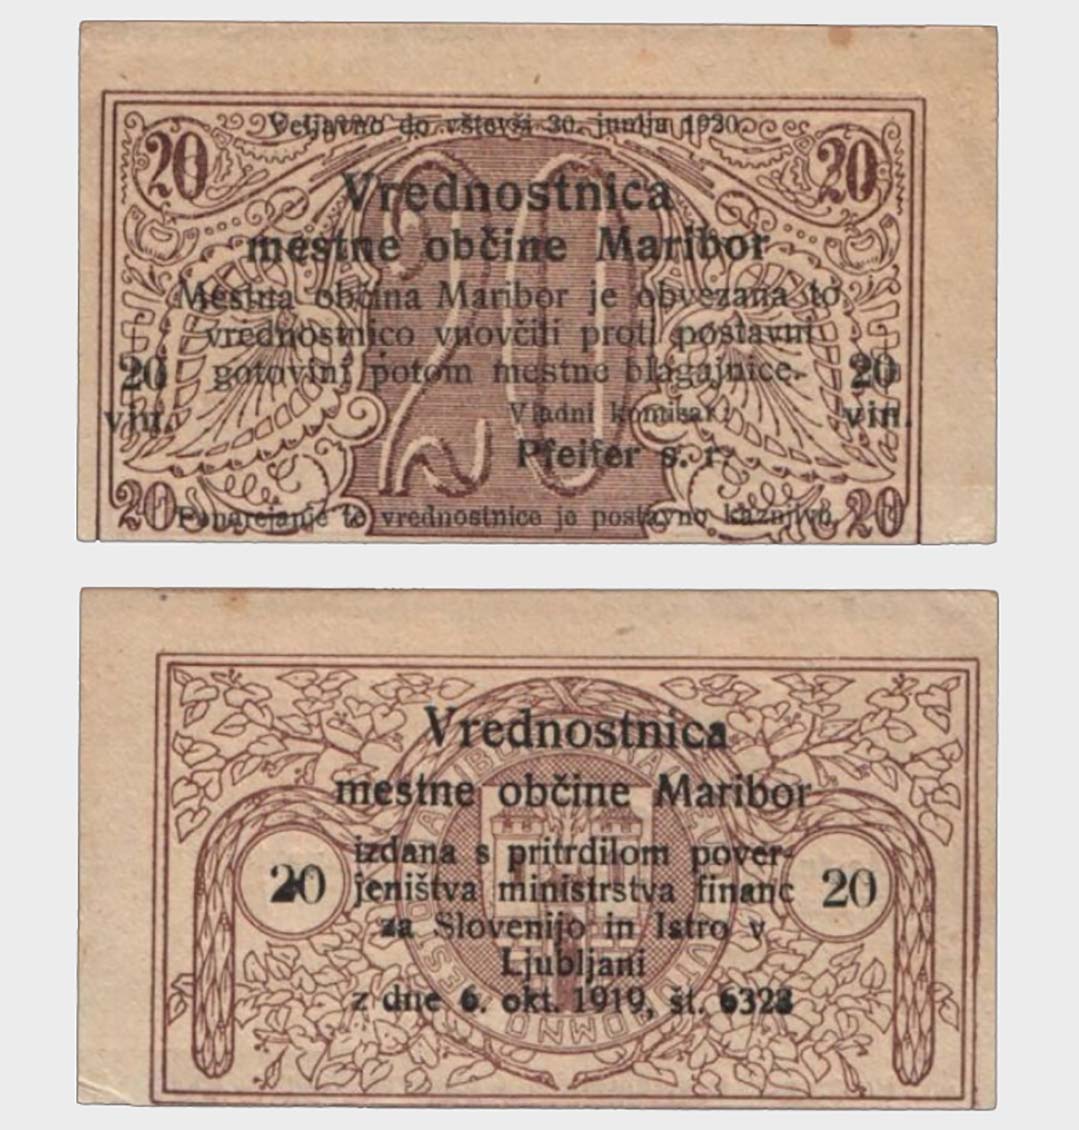 Veljavno do vštevši 30. junija 1920.
20 20
Vrednostnica
mestne občine Maribor
Mestna občina Maribor je obvezana to
vrednostnico vnovčiti proti postavni
20 gotovini potom mestne blagajnice. 20
vin. Vladni komisar: vin.
Pfeifer s. r.
20 Ponarejanje te vrednostnice je postavno kaznjivo. 20
20
Vrednostnica
mestne občine Maribor
izdana s pritrdilom pover-
20 jeništva ministrstva financ 20
za Slovenijo in Istro v
Ljubljani
z dne 6. okt. 1919, št. 6323